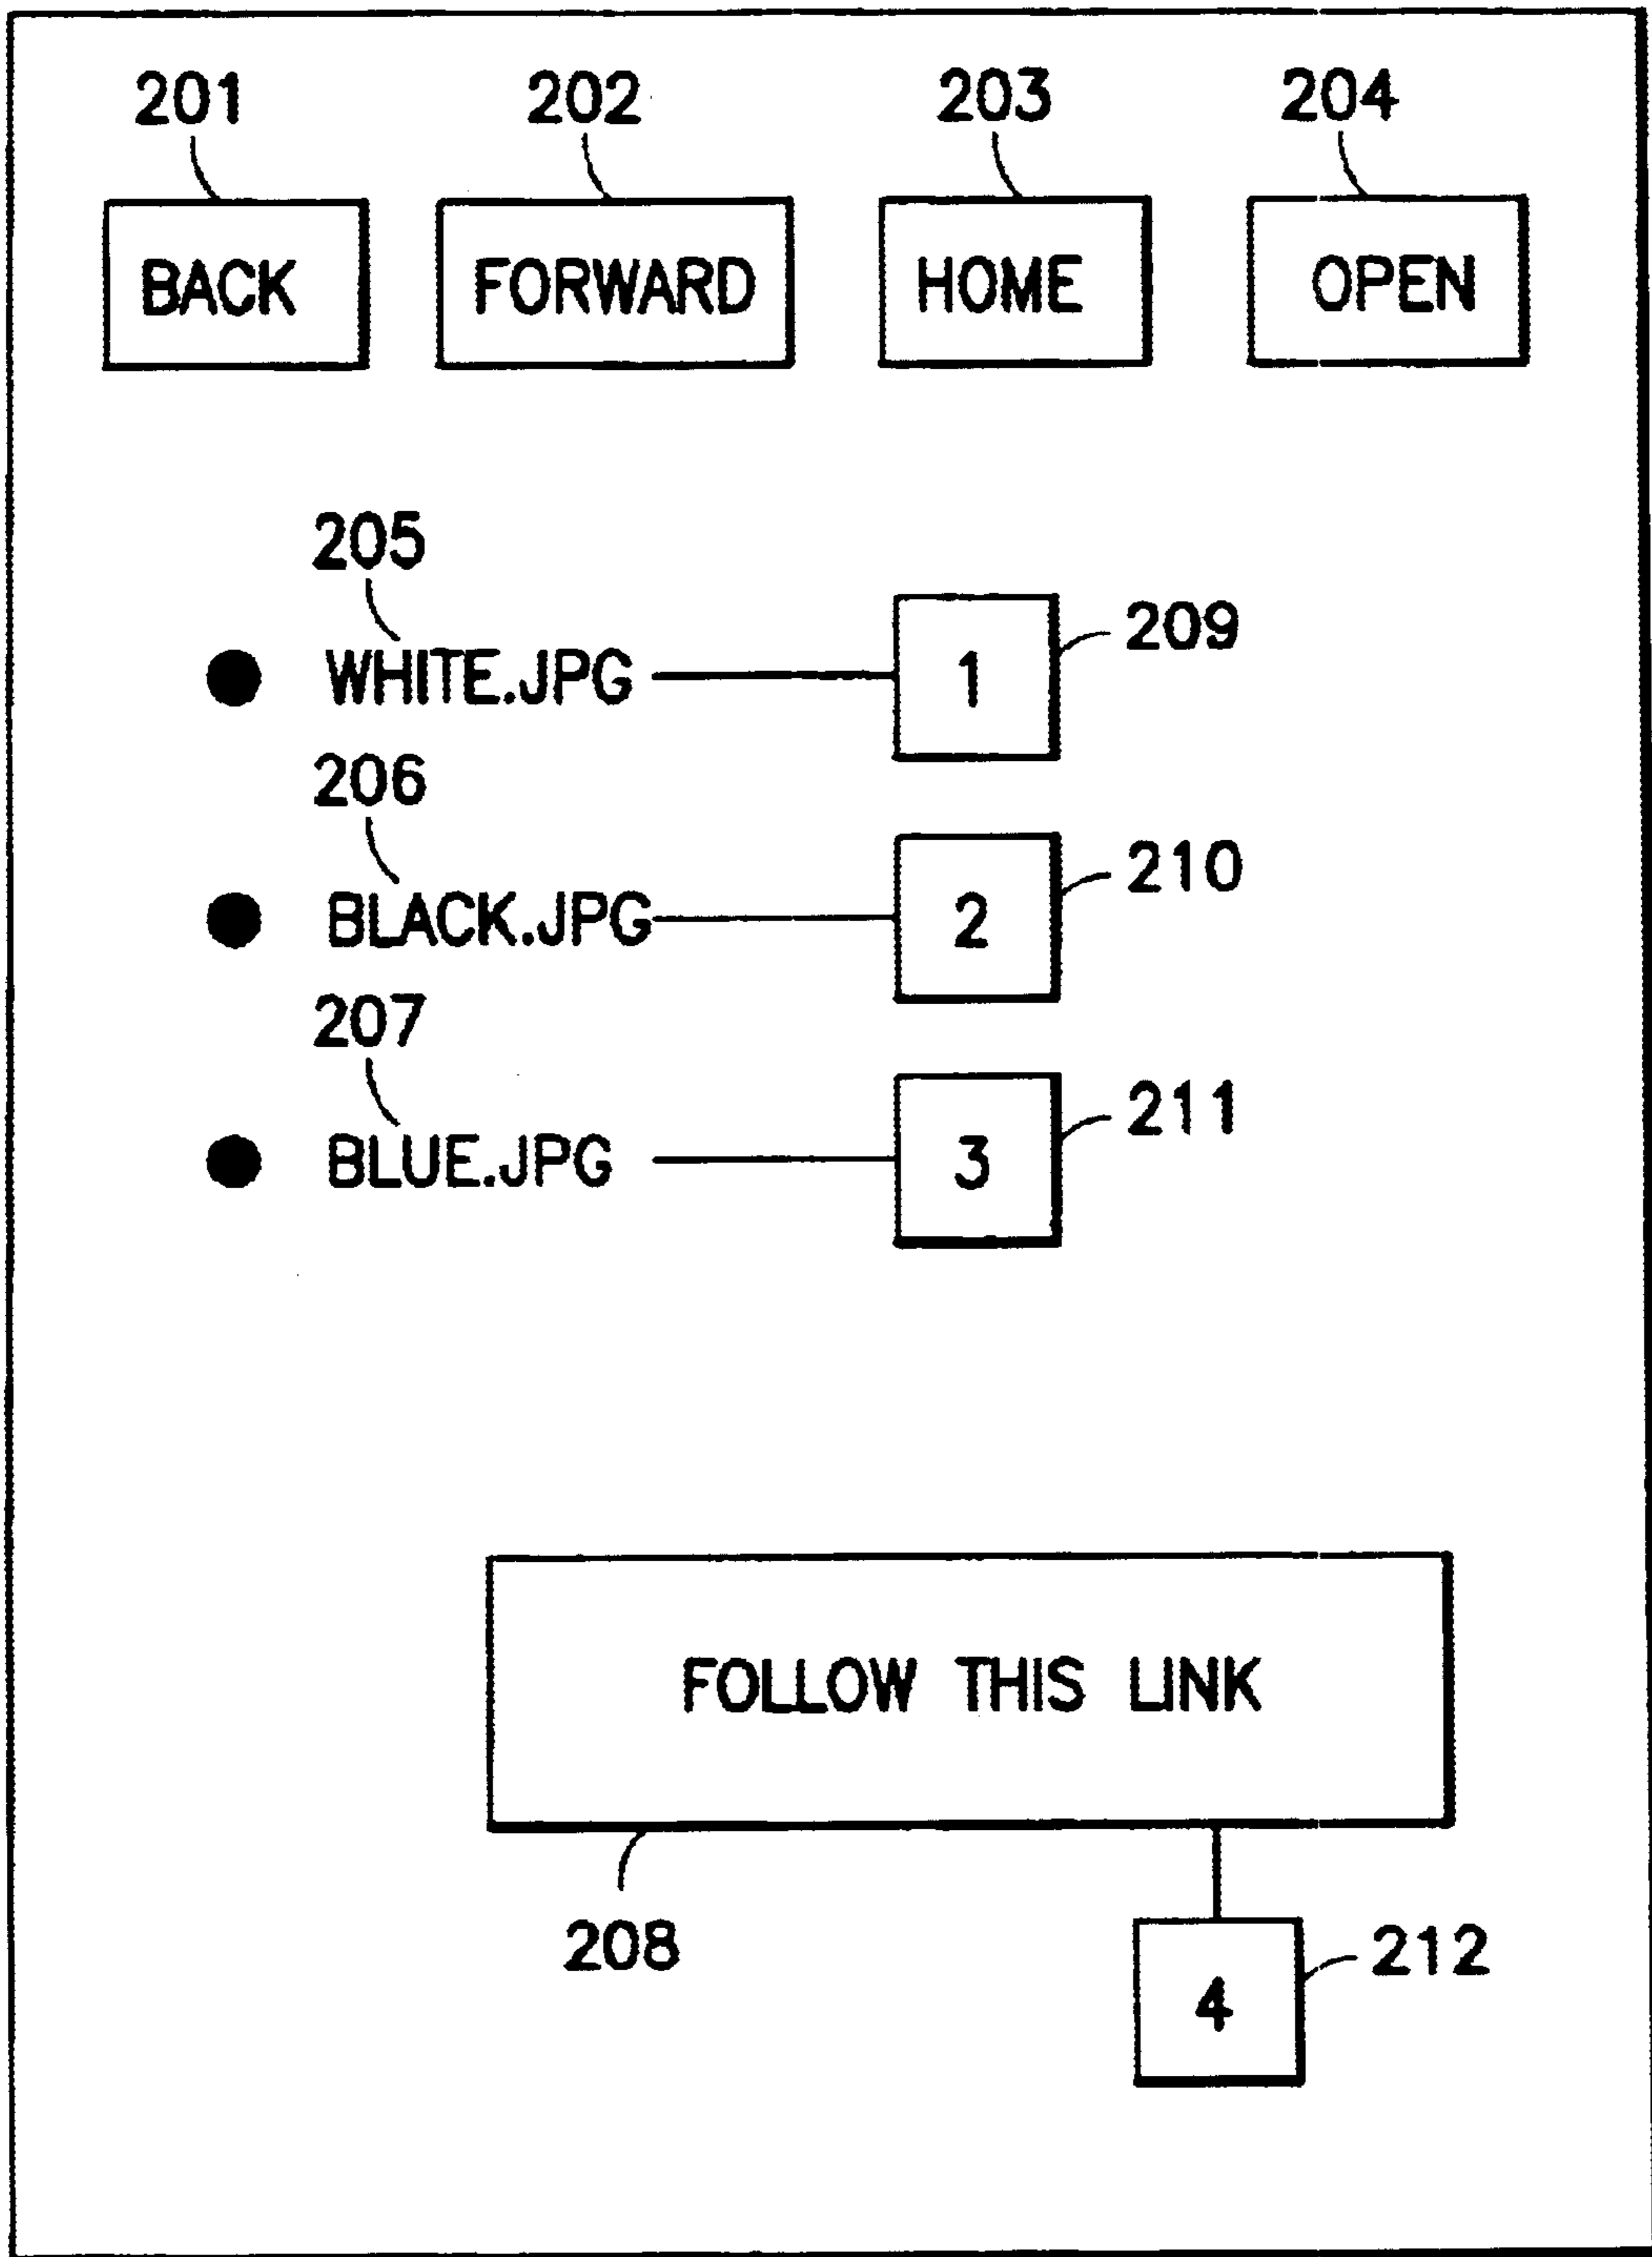 201 202 203 204
BACK FORWARD HOME OPEN
205
WHITE.JPG 1 209
206
BLACK.JPG 2 210
207
BLUE.JPG 3 211
FOLLOW THIS LINK
208
4 212